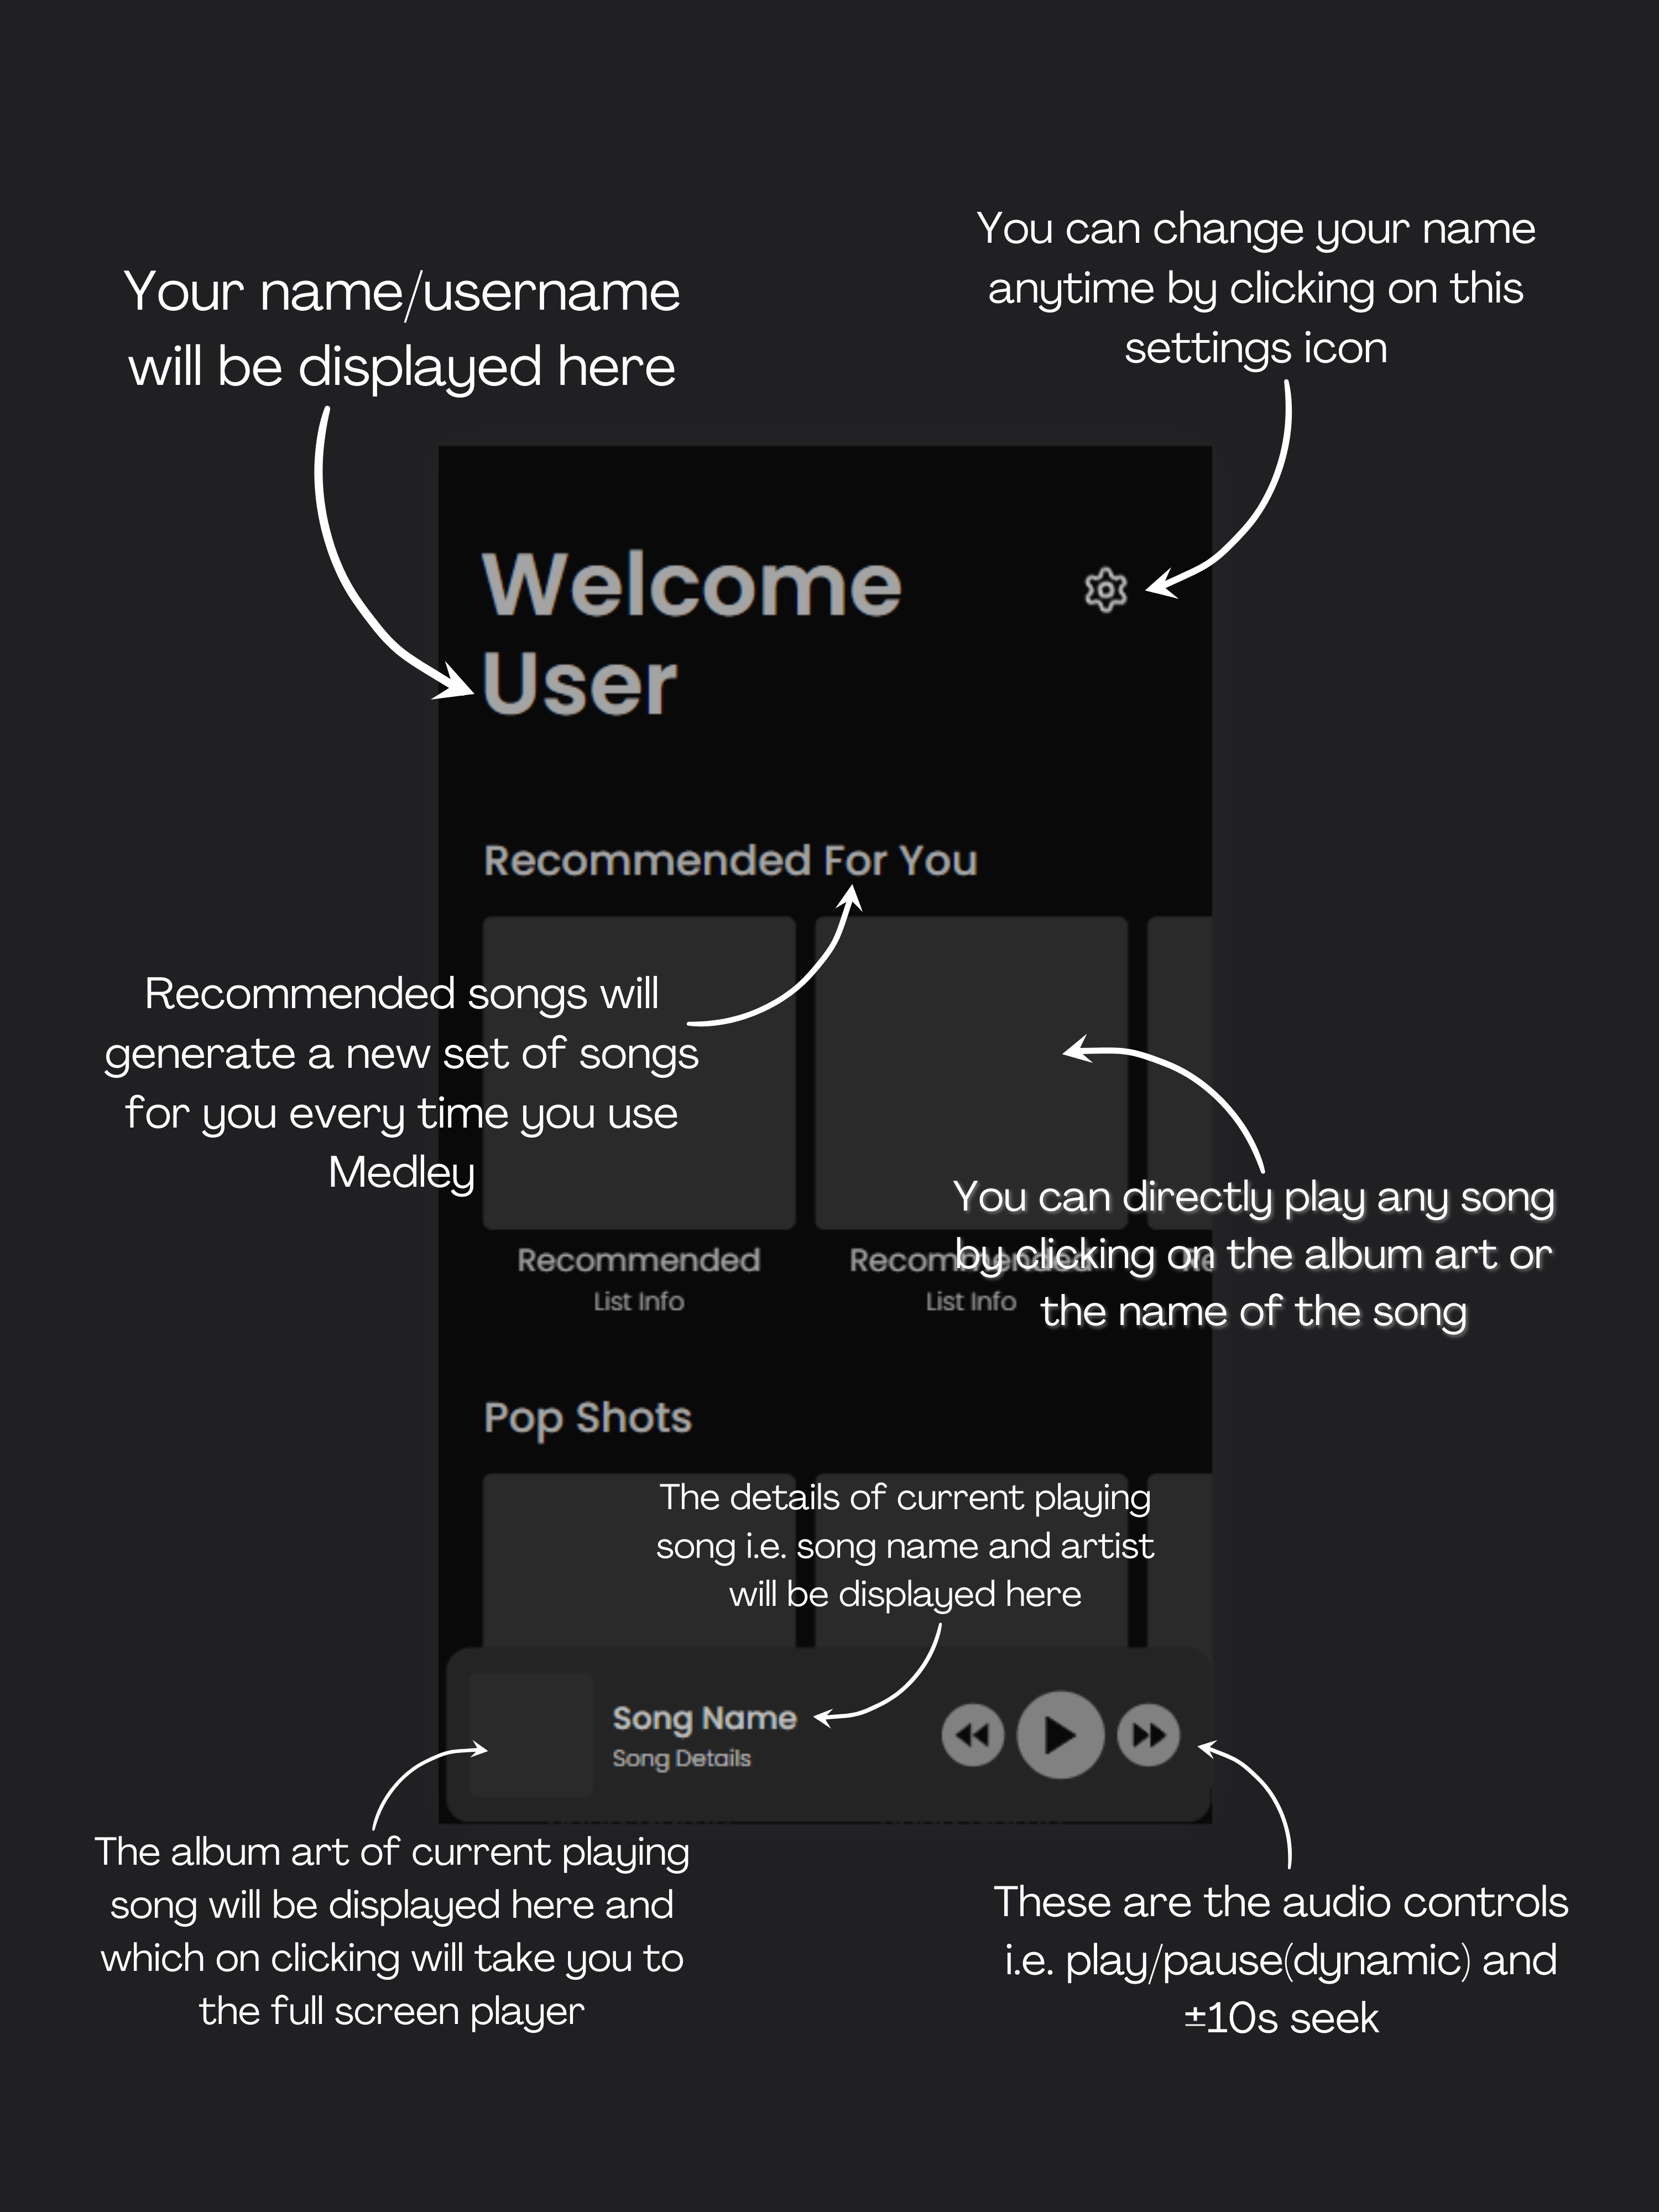 You can change your name
anytime by clicking on this
settings icon
Your name/username
will be displayed here
Welcome
User
Recommended For You
Recommended songs will
generate a new set of songs
for you every time you use
Medley
You can directly play any song
by clicking on the album art or
the name of the song
Recommended
List Info
Recommended
List Info
Re
Pop Shots
The details of current playing
song i.e. song name and artist
will be displayed here
Song Name
Song Details
The album art of current playing
song will be displayed here and
which on clicking will take you to
the full screen player
These are the audio controls
i.e. play/pause(dynamic) and
±10s seek